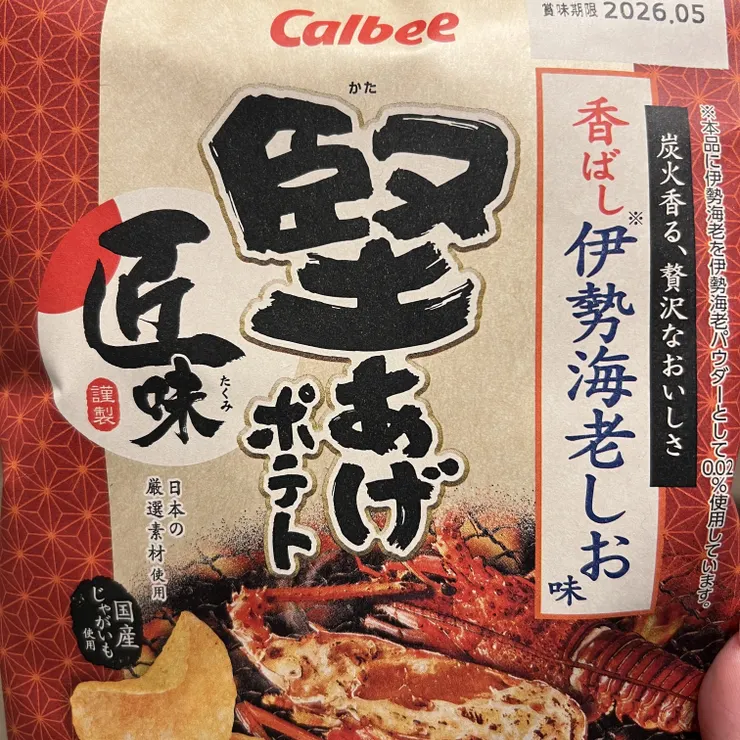 Calbee
賞味期限 2026.05
かた
堅あげ
ポテト
匠味
たくみ
謹製
香ばし※伊勢海老しお味
炭火香る、贅沢なおいしさ
※本品に伊勢海老を伊勢海老パウダーとして0.02%使用しています。
日本の
厳選素材使用
国産
じゃがいも
使用